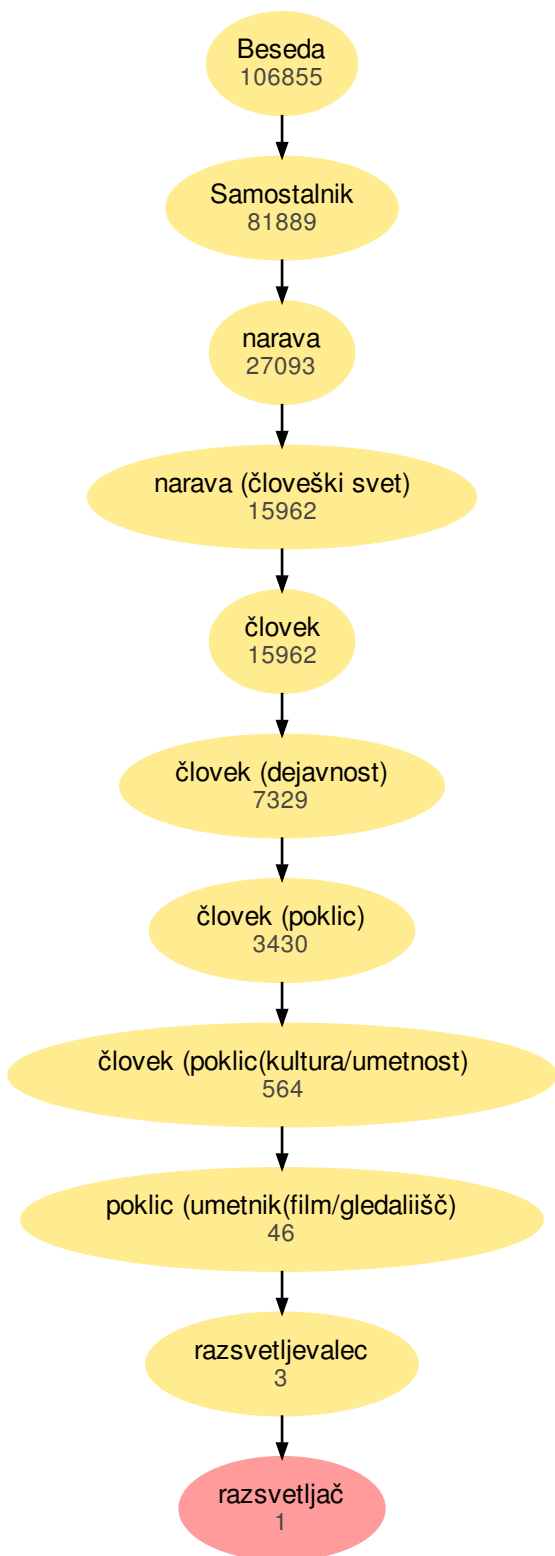 Beseda
106855
Samostalnik
81889
narava
27093
narava (človeški svet)
15962
človek
15962
človek (dejavnost)
7329
človek (poklic)
3430
človek (poklic(kultura/umetnost)
564
poklic (umetnik(film/gledaliišč)
46
razsvetljevalec
3
razsvetljač
1